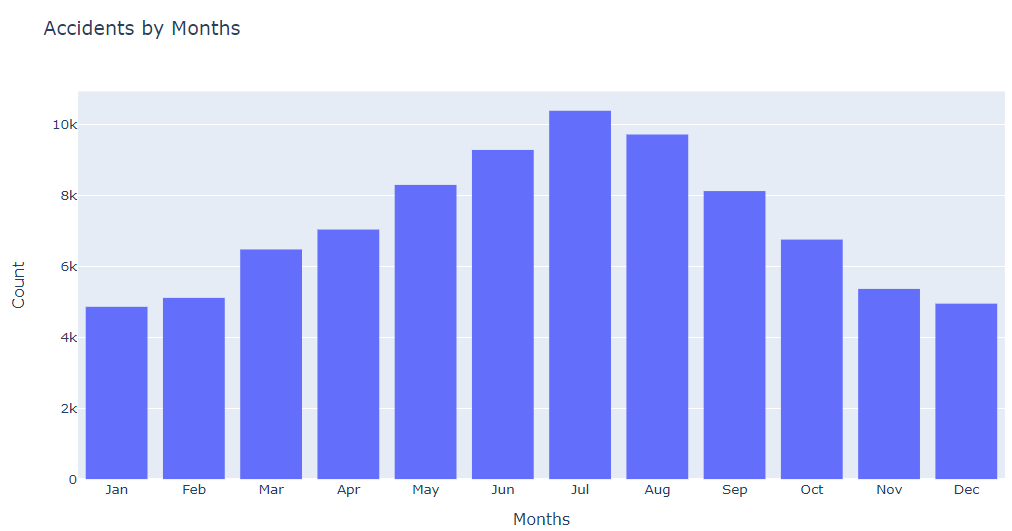 Accidents by Months
10k
8k
6k
4k
2k
0
Count
Jan Feb Mar Apr May Jun Jul Aug Sep Oct Nov Dec
Months